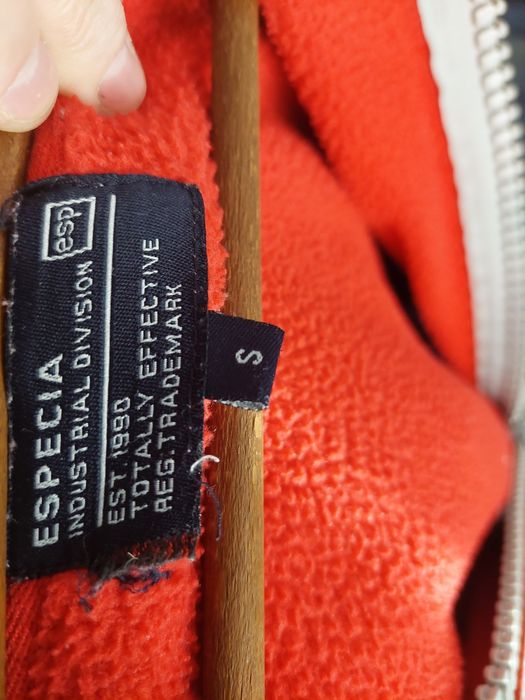 esp
ESPECIA
INDUSTRIAL DIVISION
EST. 1990
TOTALLY EFFECTIVE
REG.TRADEMARK
S